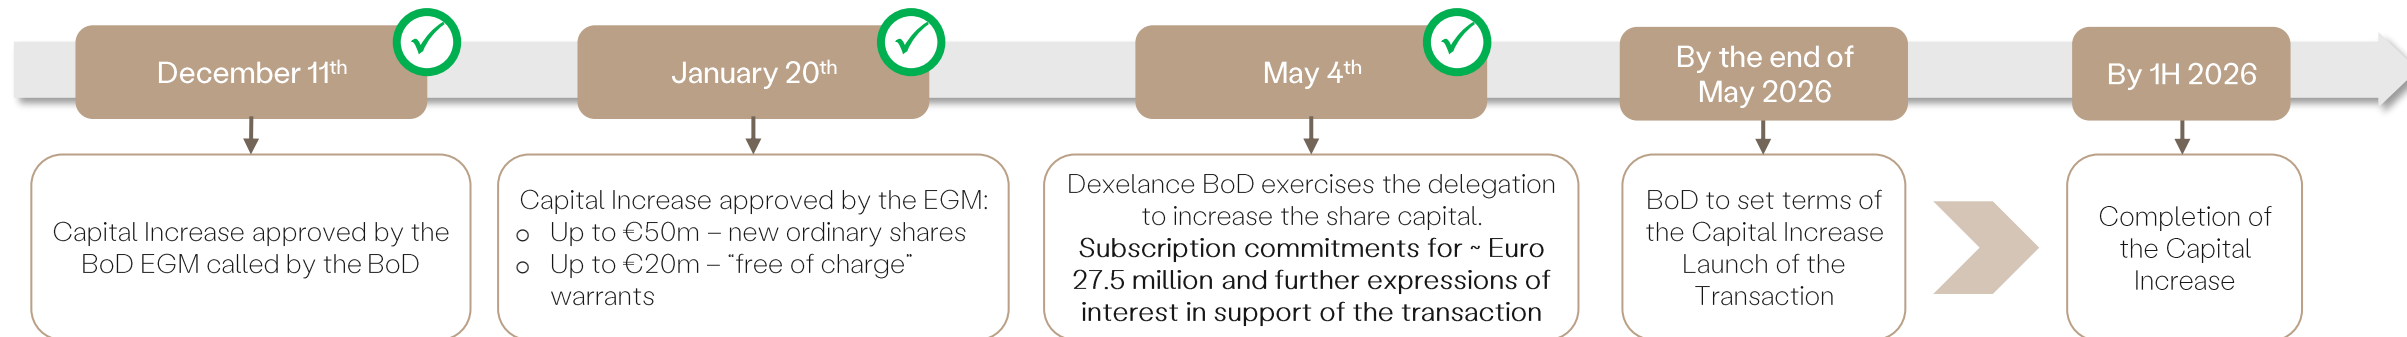 December 11th
January 20th
May 4th
By the end of
May 2026
By 1H 2026
Capital Increase approved by the
BoD EGM called by the BoD
Capital Increase approved by the EGM:
o Up to €50m – new ordinary shares
o Up to €20m – "free of charge"
warrants
Dexelance BoD exercises the delegation
to increase the share capital.
Subscription commitments for ~ Euro
27.5 million and further expressions of
interest in support of the transaction
BoD to set terms of
the Capital Increase
Launch of the
Transaction
Completion of
the Capital
Increase